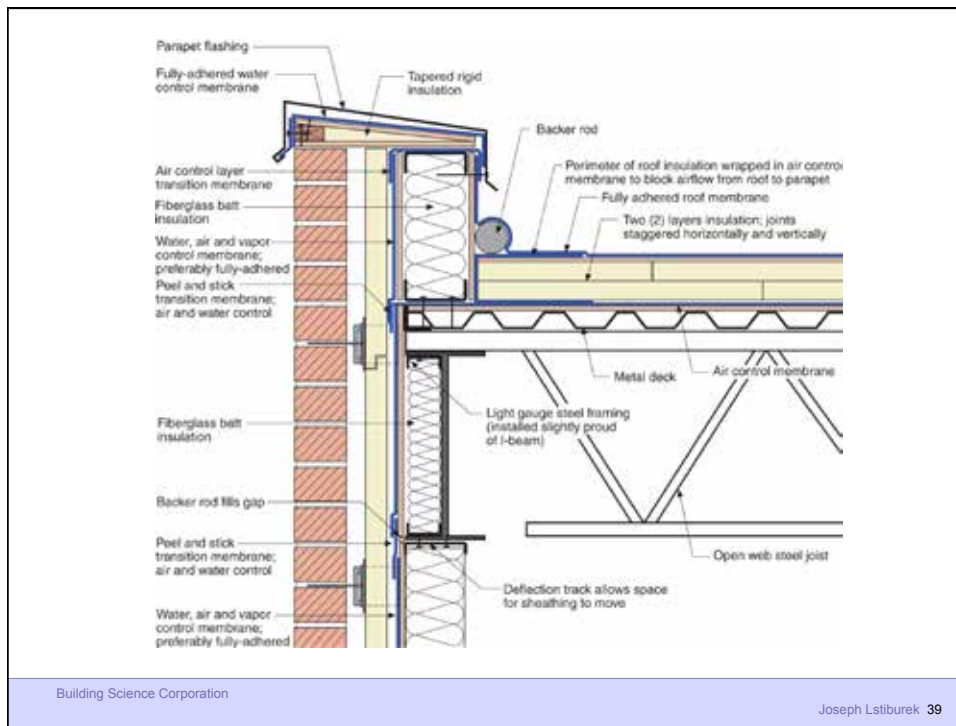 Parapet flashing
Fully-adhered water
control membrane
Tapered rigid
insulation
Backer rod
Air control layer
transition membrane
Perimeter of roof insulation wrapped in air contro
membrane to block airflow from roof to parapet
Fully adhered roof membrane
Fiberglass batt
insulation
Two (2) layers insulation; joints
staggered horizontally and vertically
Water, air and vapor
control membrane;
preferably fully-adhered
Peel and stick
transition membrane;
air and water control
Metal deck
Air control membrane
Light gauge steel framing
(installed slightly proud
of I-beam)
Fiberglass batt
insulation
Backer rod fills gap
Peel and stick
transition membrane;
air and water control
Open web steel joist
Deflection track allows space
for sheathing to move
Water, air and vapor
control membrane;
preferably fully-adhered
Building Science Corporation
Joseph Lstiburek 39